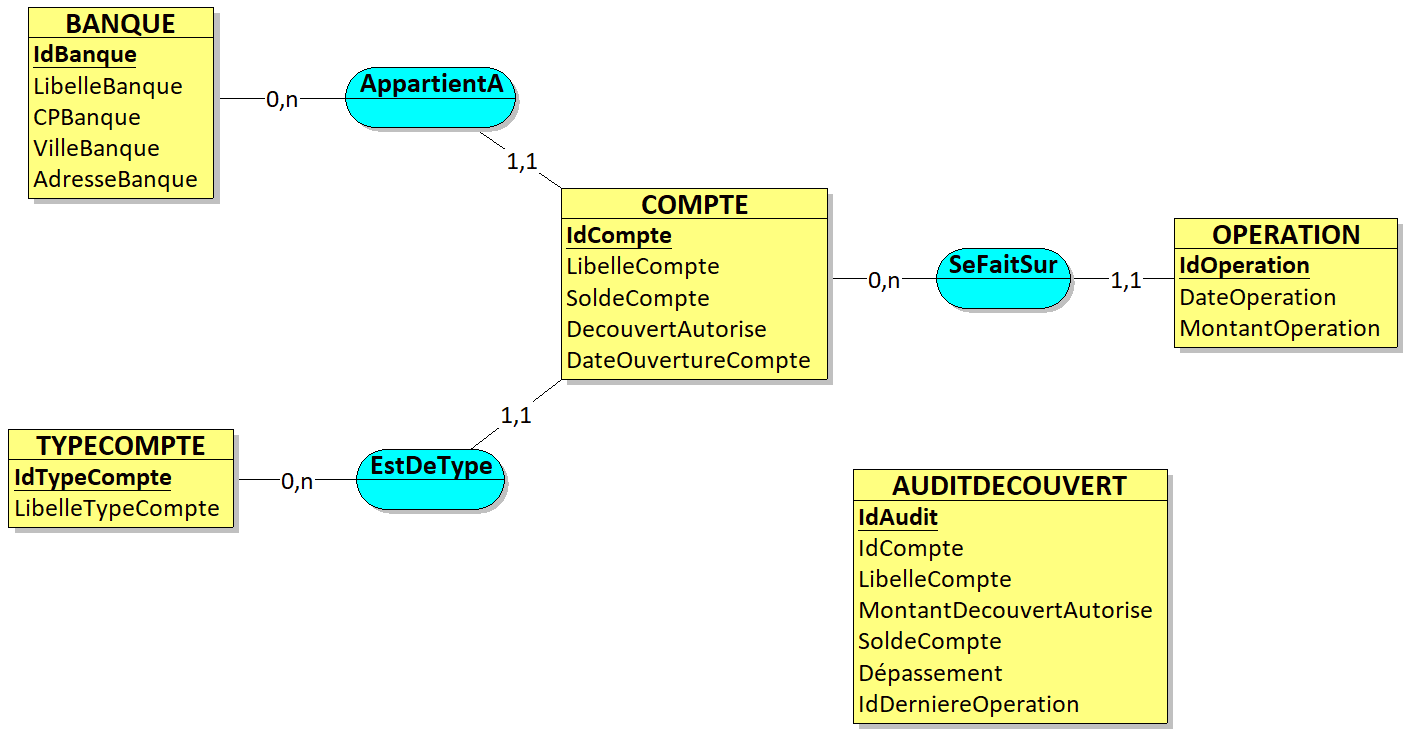 BANQUE
IdBanque
LibelleBanque
CPBanque
VilleBanque
AdresseBanque
0,n
AppartientA
1,1
COMPTE
IdCompte
LibelleCompte
SoldeCompte
DecouvertAutorise
DateOuvertureCompte
0,n
SeFaitSur
1,1
OPERATION
IdOperation
DateOperation
MontantOperation
1,1
TYPECOMPTE
IdTypeCompte
LibelleTypeCompte
0,n
EstDeType
AUDITDECOUVERT
IdAudit
IdCompte
LibelleCompte
MontantDecouvertAutorise
SoldeCompte
Dépassement
IdDerniereOperation